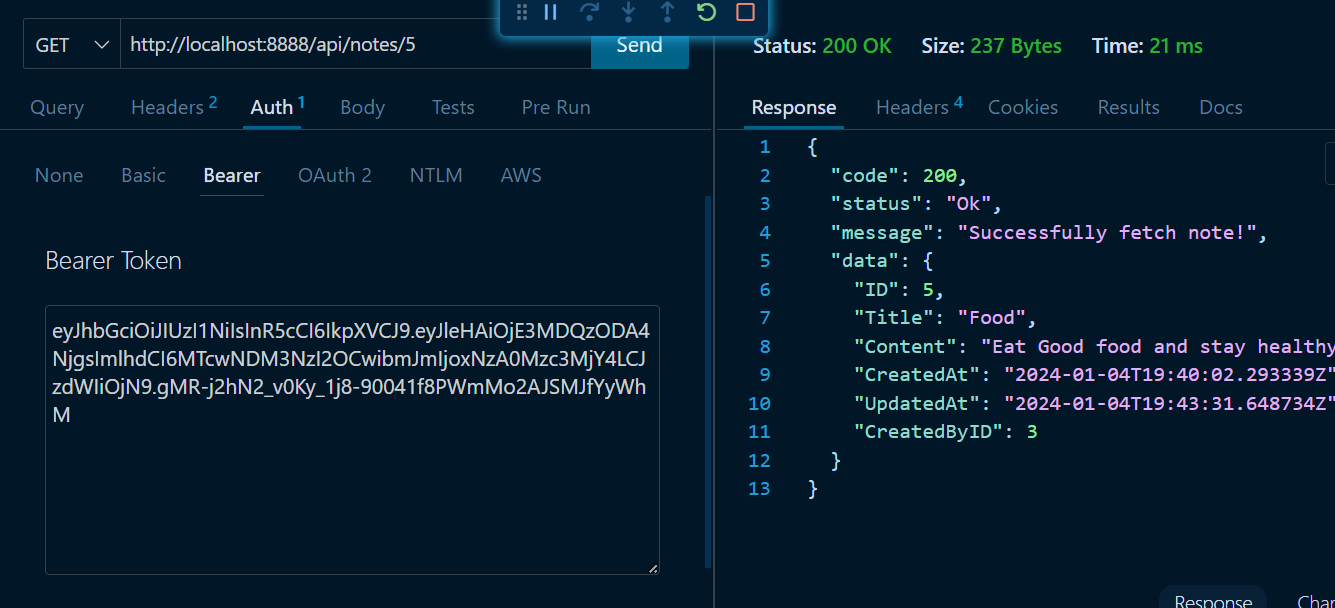 GET http://localhost:8888/api/notes/5 Send
Status: 200 OK Size: 237 Bytes Time: 21 ms
Query Headers 2 Auth 1 Body Tests Pre Run
Response Headers 4 Cookies Results Docs
None Basic Bearer OAuth 2 NTLM AWS
Bearer Token
eyJhbGciOiJIUzI1NiIsInR5cCI6IkpXVCJ9.eyJleHAiOjE3MDQzODA4
NjgsImlhdCI6MTcwNDM3NzI2OCwibmJmIjoxNzA0Mzc3MjY4LCJ
zdWIiOjN9.gMR-j2hN2_v0Ky_1j8-90041f8PWmMo2AJSMJfYyWh
M
1 {
2 "code": 200,
3 "status": "Ok",
4 "message": "Successfully fetch note!",
5 "data": {
6 "ID": 5,
7 "Title": "Food",
8 "Content": "Eat Good food and stay healthy
9 "CreatedAt": "2024-01-04T19:40:02.293339Z"
10 "UpdatedAt": "2024-01-04T19:43:31.648734Z"
11 "CreatedByID": 3
12 }
13 }
Response